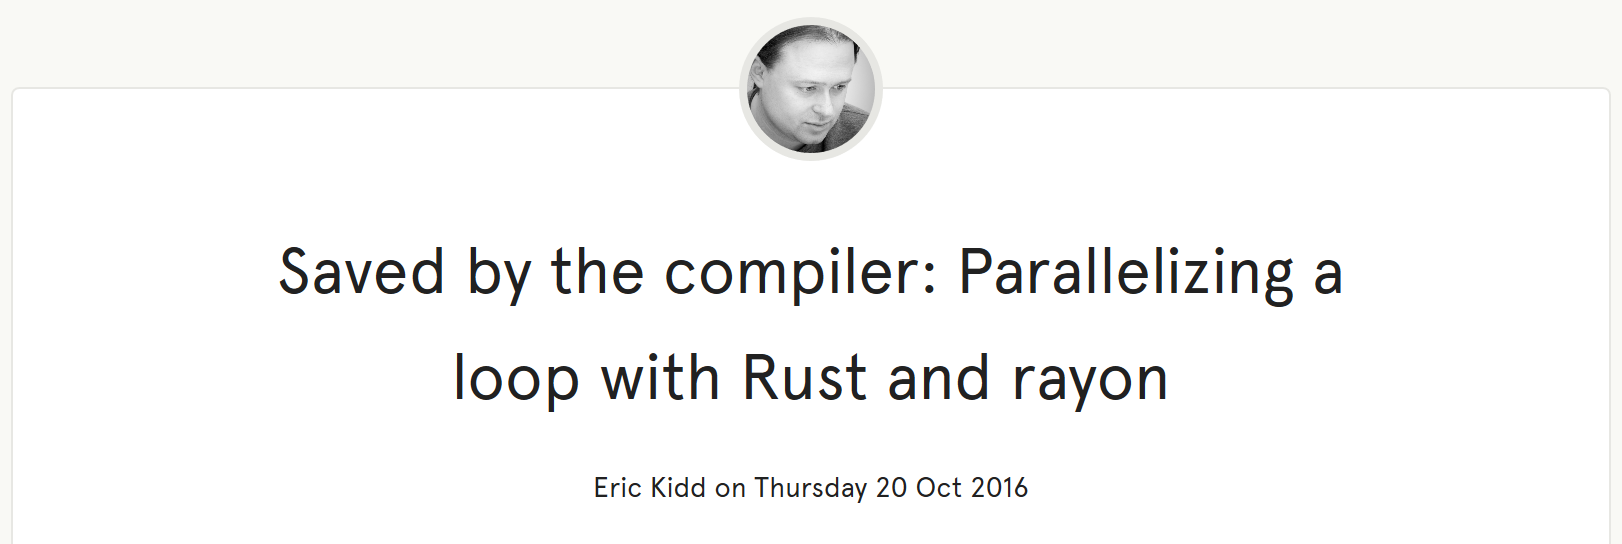 Saved by the compiler: Parallelizing a
loop with Rust and rayon
Eric Kidd on Thursday 20 Oct 2016